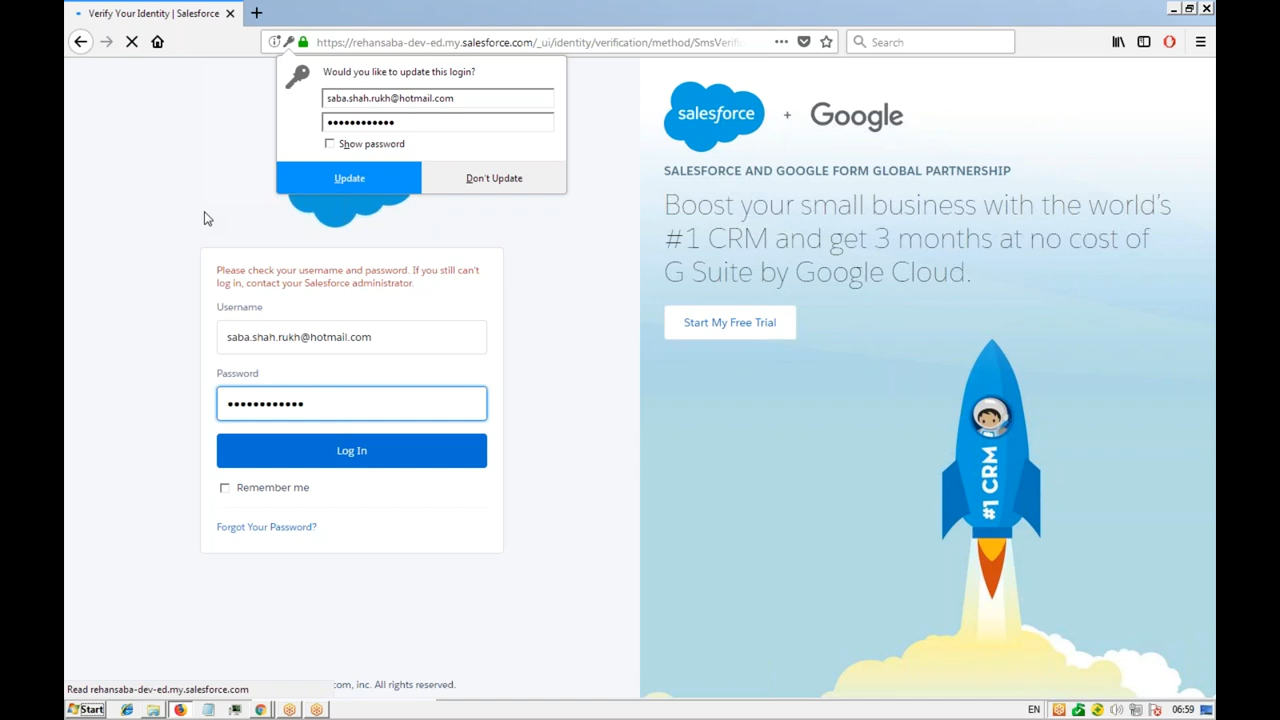 Verify Your Identity | Salesforce
https://rehansaba-dev-ed.my.salesforce.com/_ui/identity/verification/method/SmsVerifi
Search
Would you like to update this login?
saba.shah.rukh@hotmail.com
••••••••••••
Show password
Update
Don't Update
Please check your username and password. If you still can't
log in, contact your Salesforce administrator.
Username
saba.shah.rukh@hotmail.com
Password
••••••••••••
Log In
Remember me
Forgot Your Password?
com, inc. All rights reserved.
Read rehansaba-dev-ed.my.salesforce.com
salesforce + Google
SALESFORCE AND GOOGLE FORM GLOBAL PARTNERSHIP
Boost your small business with the world's
#1 CRM and get 3 months at no cost of
G Suite by Google Cloud.
Start My Free Trial
#1 CRM
Start
EN
06:59